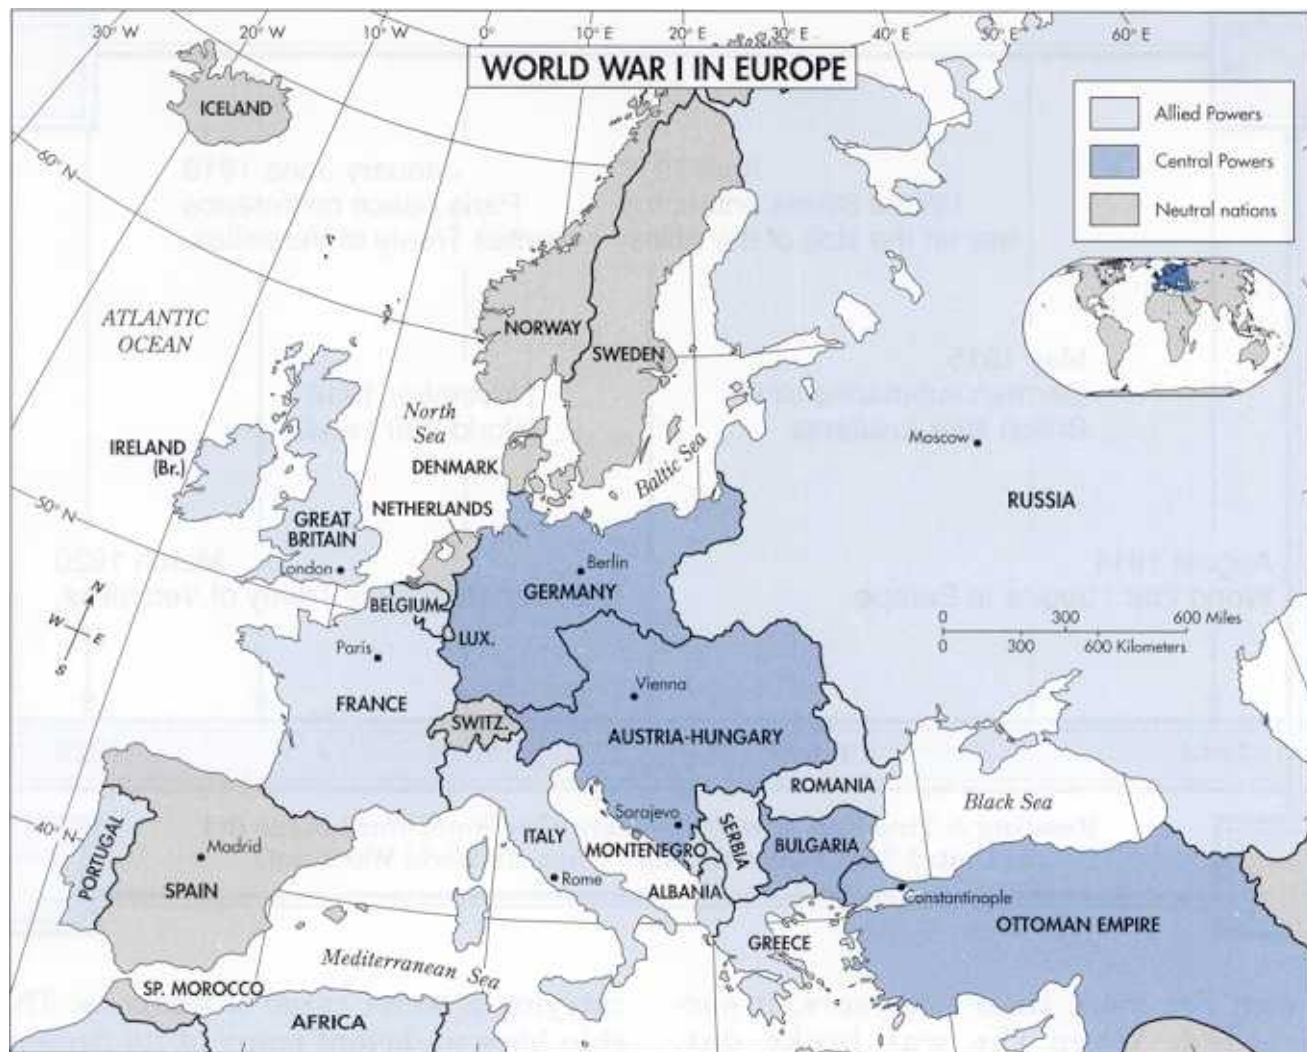 30° W 20° W 10° W 0° 10° E 20° E 30° E 40° E 50° E 60° E
WORLD WAR I IN EUROPE
ICELAND
Allied Powers
Central Powers
Neutral nations
60° N
ATLANTIC
OCEAN
NORWAY
SWEDEN
North
Sea
Moscow
IRELAND
(Br.)
DENMARK
Baltic Sea
RUSSIA
50° N
NETHERLANDS
GREAT
BRITAIN
London
Berlin
GERMANY
N
W E
S
BELGIUM
LUX.
0 300 600 Miles
0 300 600 Kilometers
Paris
FRANCE
Vienna
SWITZ.
AUSTRIA-HUNGARY
ROMANIA
Black Sea
40° N
PORTUGAL
Madrid
SPAIN
ITALY
Rome
Sarajevo
MONTENEGRO
SERBIA
BULGARIA
ALBANIA
Constantinople
OTTOMAN EMPIRE
GREECE
Mediterranean Sea
SP. MOROCCO
AFRICA